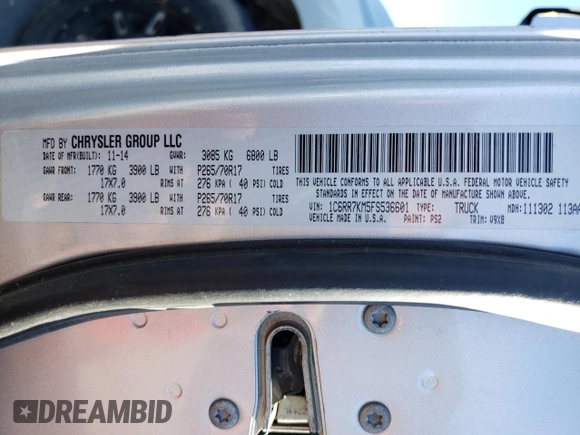 MFD BY CHRYSLER GROUP LLC
DATE OF MFR(BUILT): 11-14 GVWR: 3085 KG 6800 LB
GAWR FRONT: 1770 KG 3900 LB WITH P265/70R17 TIRES
17X7.0 RIMS AT 276 KPA ( 40 PSI) COLD
GAWR REAR: 1770 KG 3900 LB WITH P265/70R17 TIRES
17X7.0 RIMS AT 276 KPA ( 40 PSI) COLD
THIS VEHICLE CONFORMS TO ALL APPLICABLE U.S.A. FEDERAL MOTOR VEHICLE
SAFETY STANDARDS IN EFFECT IN U.S.A. ON THE DATE OF MANUFACTURE SHOWN
ABOVE.
VIN: 1C6RR7KM5FS536601 TYPE: TRUCK MDH: 111302 113AA
PAINT: PS2 TRIM: V9X8
DREAMBID